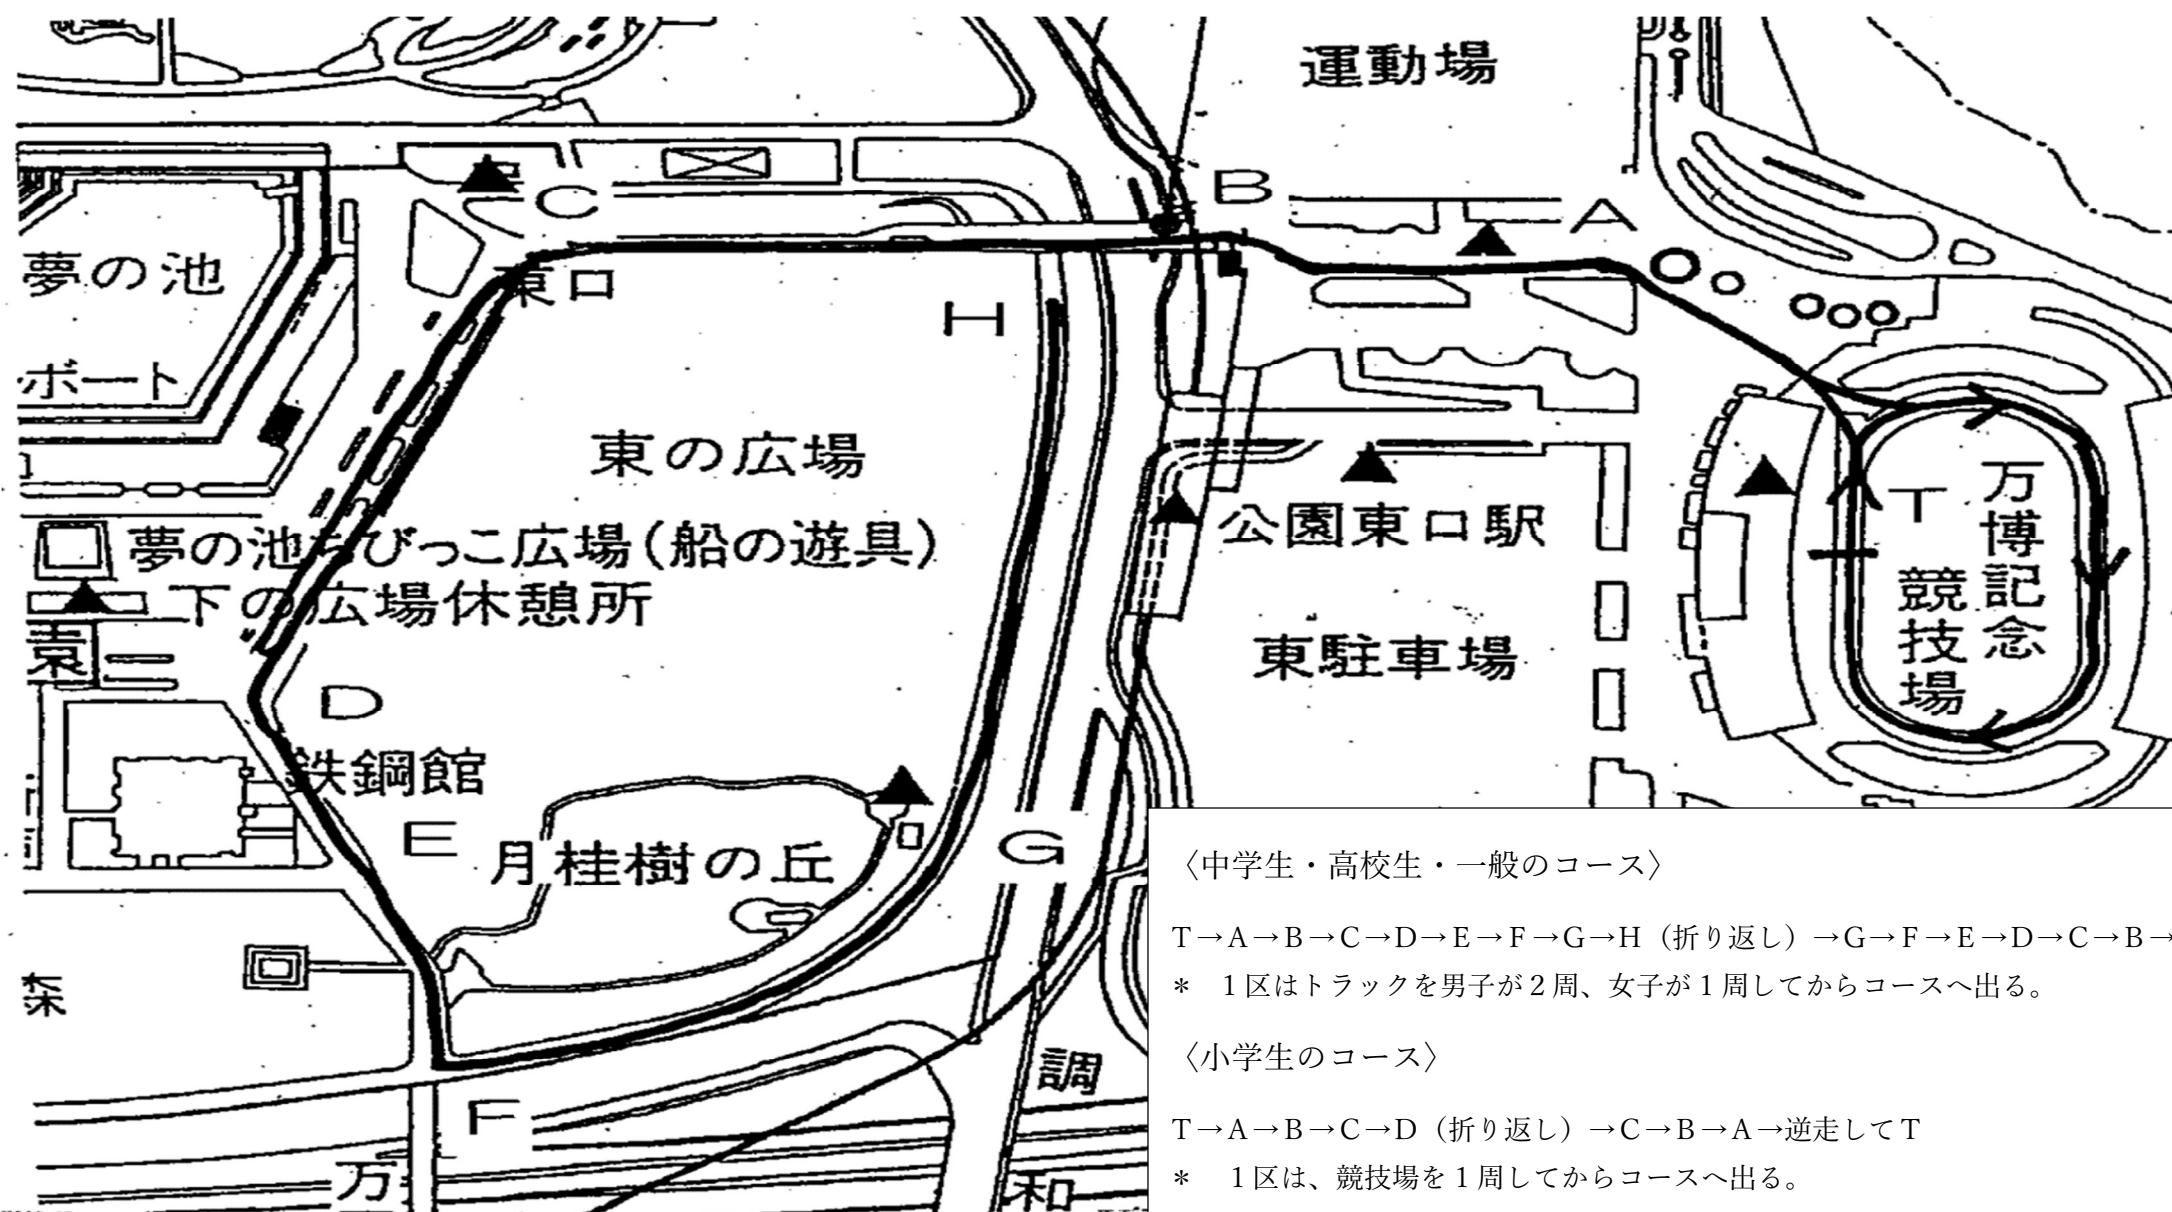 運動場
B
A
C
夢の池
東口
H
ボート
東の広場
万博記念
T
競技場
公園東口駅
夢の池ちびっこ広場(船の遊具)
下の広場休憩所
東駐車場
D
鉄鋼館
E
月桂樹の丘
G
森
調
F
万
和
〈中学生・高校生・一般のコース〉
T→A→B→C→D→E→F→G→H（折り返し）→G→F→E→D→C→B→
＊　1区はトラックを男子が2周、女子が1周してからコースへ出る。
〈小学生のコース〉
T→A→B→C→D（折り返し）→C→B→A→逆走してT
＊　1区は、競技場を1周してからコースへ出る。